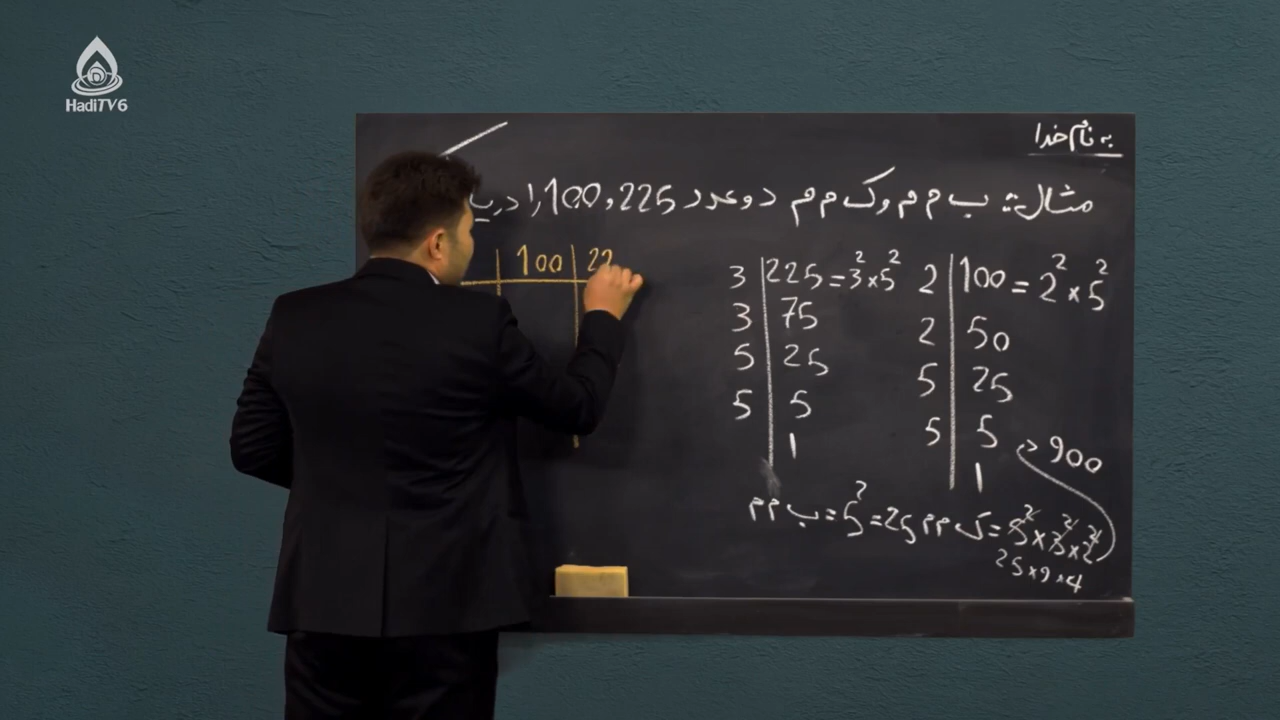 HadiTV6
به نام خدا
مثال: ب م م و ک م م دو عدد 225 و 100 را
2 | 100 = 2² × 5²
2 | 50
5 | 25
5 | 5
1
3 | 225 = 3² × 5²
3 | 75
5 | 25
5 | 5
1
ب م م = 5² = 25
ک م م = 5² × 3² × 2²
25 × 9 × 4
900
100 | 22